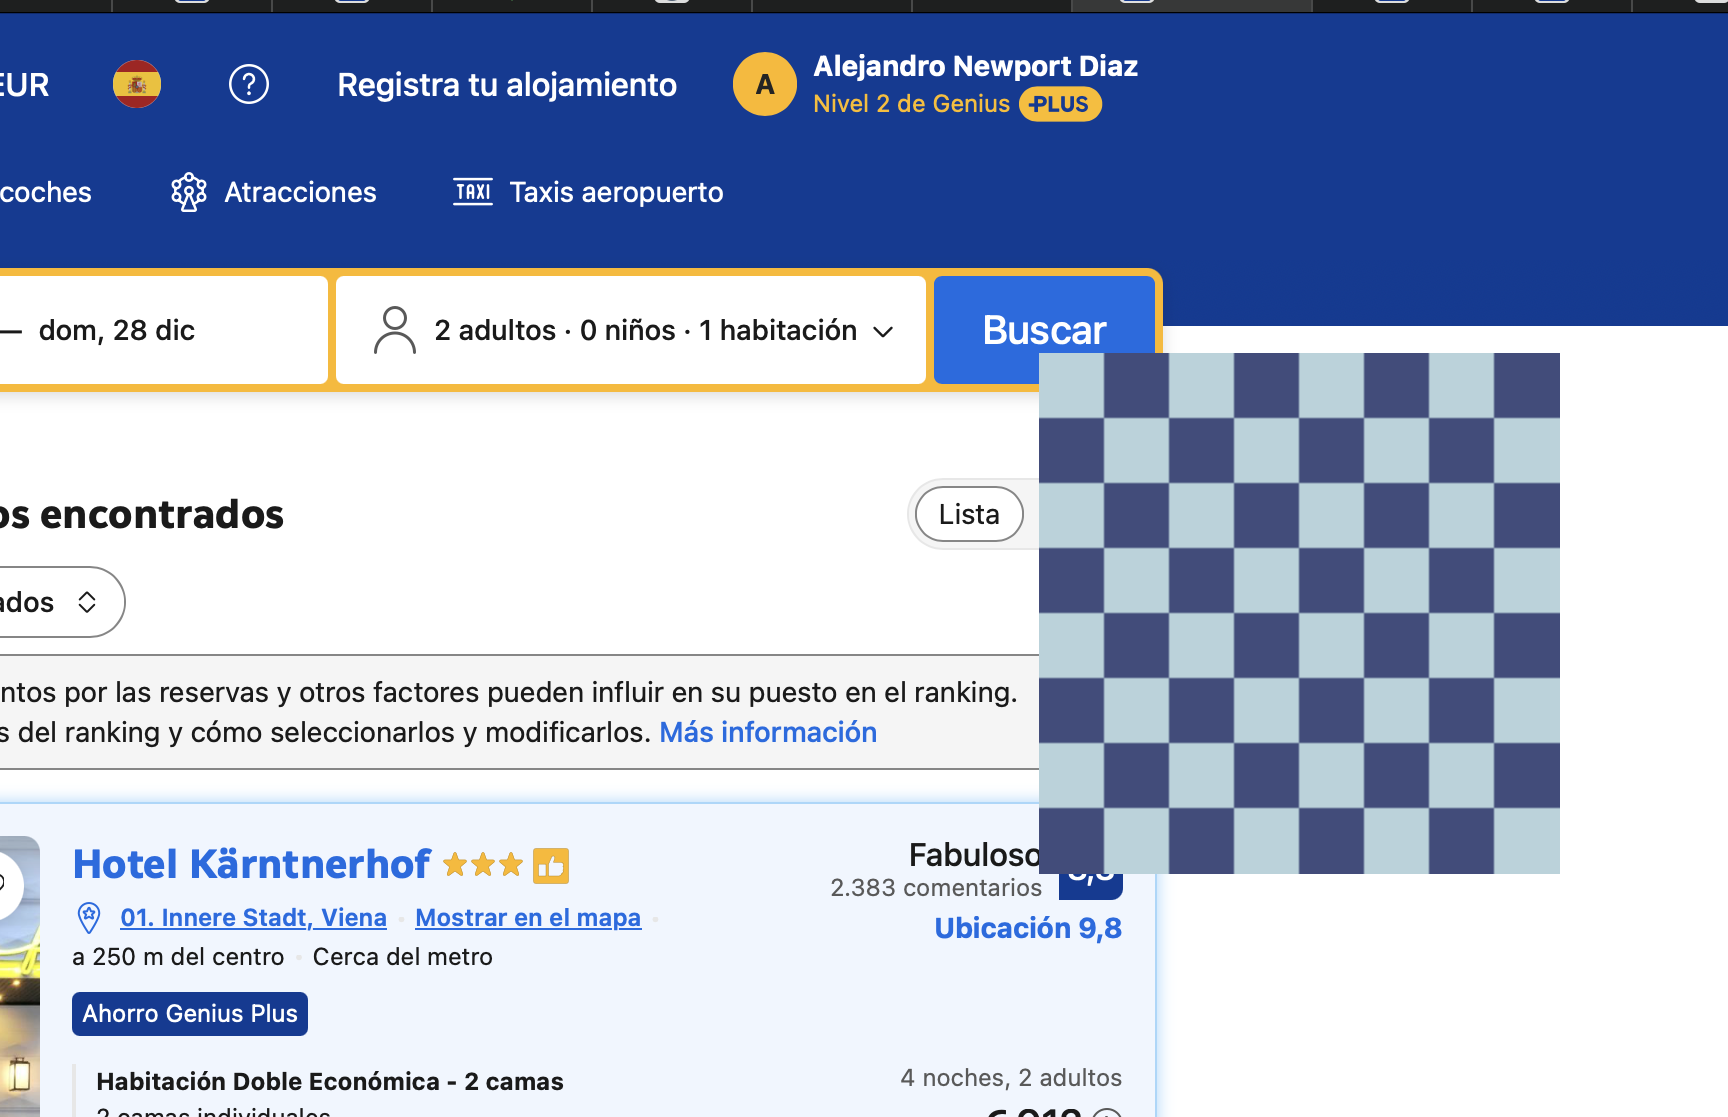 EUR
Registra tu alojamiento
A
Alejandro Newport Diaz
Nivel 2 de Genius
PLUS
coches
Atracciones
TAXI
Taxis aeropuerto
— dom, 28 dic
2 adultos · 0 niños · 1 habitación
Buscar
os encontrados
Lista
ados
ntos por las reservas y otros factores pueden influir en su puesto en el ranking.
s del ranking y cómo seleccionarlos y modificarlos. Más información
Hotel Kärntnerhof
Fabuloso
2.383 comentarios
01. Innere Stadt, Viena
Mostrar en el mapa
Ubicación 9,8
a 250 m del centro
Cerca del metro
Ahorro Genius Plus
Habitación Doble Económica - 2 camas
4 noches, 2 adultos
2 camas individuales